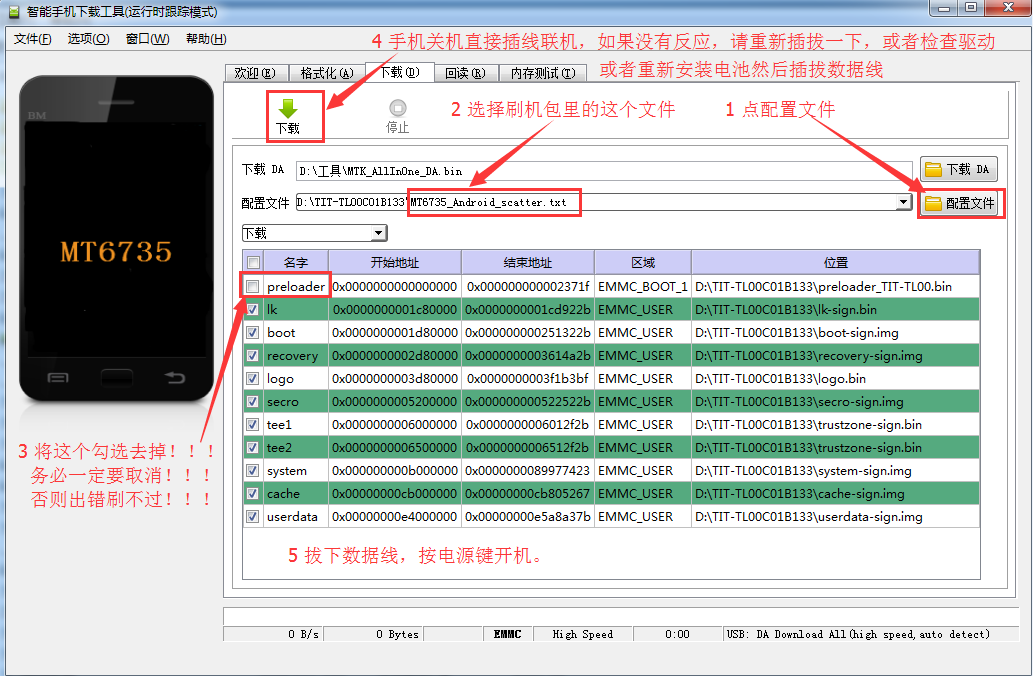 智能手机下载工具(运行时跟踪模式)
文件(F) 选项(O) 窗口(W) 帮助(H)
4 手机关机直接插线联机，如果没有反应，请重新插拔一下，或者检查驱动
或者重新安装电池然后插拔数据线
欢迎(E) 格式化(A) 下载(D) 回读(R) 内存测试(T)
2 选择刷机包里的这个文件
1 点配置文件
下载 停止
BM
下载 DA D:\工具\MTK_AllInOne_DA.bin 下载 DA
配置文件 D:\TIT-TL00C01B133\MT6735_Android_scatter.txt 配置文件
下载
MT6735
名字 开始地址 结束地址 区域 位置
preloader 0x0000000000000000 0x000000000002371f EMMC_BOOT_1 D:\TIT-TL00C01B133\preloader_TIT-TL00.bin
lk 0x0000000001c80000 0x0000000001cd922b EMMC_USER D:\TIT-TL00C01B133\lk-sign.bin
boot 0x0000000001d80000 0x000000000251322b EMMC_USER D:\TIT-TL00C01B133\boot-sign.img
recovery 0x0000000002d80000 0x0000000003614a2b EMMC_USER D:\TIT-TL00C01B133\recovery-sign.img
logo 0x0000000003d80000 0x0000000003f1b3bf EMMC_USER D:\TIT-TL00C01B133\logo.bin
secro 0x0000000005200000 0x000000000522522b EMMC_USER D:\TIT-TL00C01B133\secro-sign.img
tee1 0x0000000006000000 0x0000000006012f2b EMMC_USER D:\TIT-TL00C01B133\trustzone-sign.bin
tee2 0x0000000006500000 0x0000000006512f2b EMMC_USER D:\TIT-TL00C01B133\trustzone-sign.bin
system 0x000000000b000000 0x0000000089977423 EMMC_USER D:\TIT-TL00C01B133\system-sign.img
cache 0x00000000cb000000 0x00000000cb805267 EMMC_USER D:\TIT-TL00C01B133\cache-sign.img
userdata 0x00000000e4000000 0x00000000e5a8a37b EMMC_USER D:\TIT-TL00C01B133\userdata-sign.img
3 将这个勾选去掉！！！
务必一定要取消！！！
否则出错刷不过！！！
5 拔下数据线，按电源键开机。
0 B/s 0 Bytes EMMC High Speed 0:00 USB: DA Download All(high speed,auto detect)